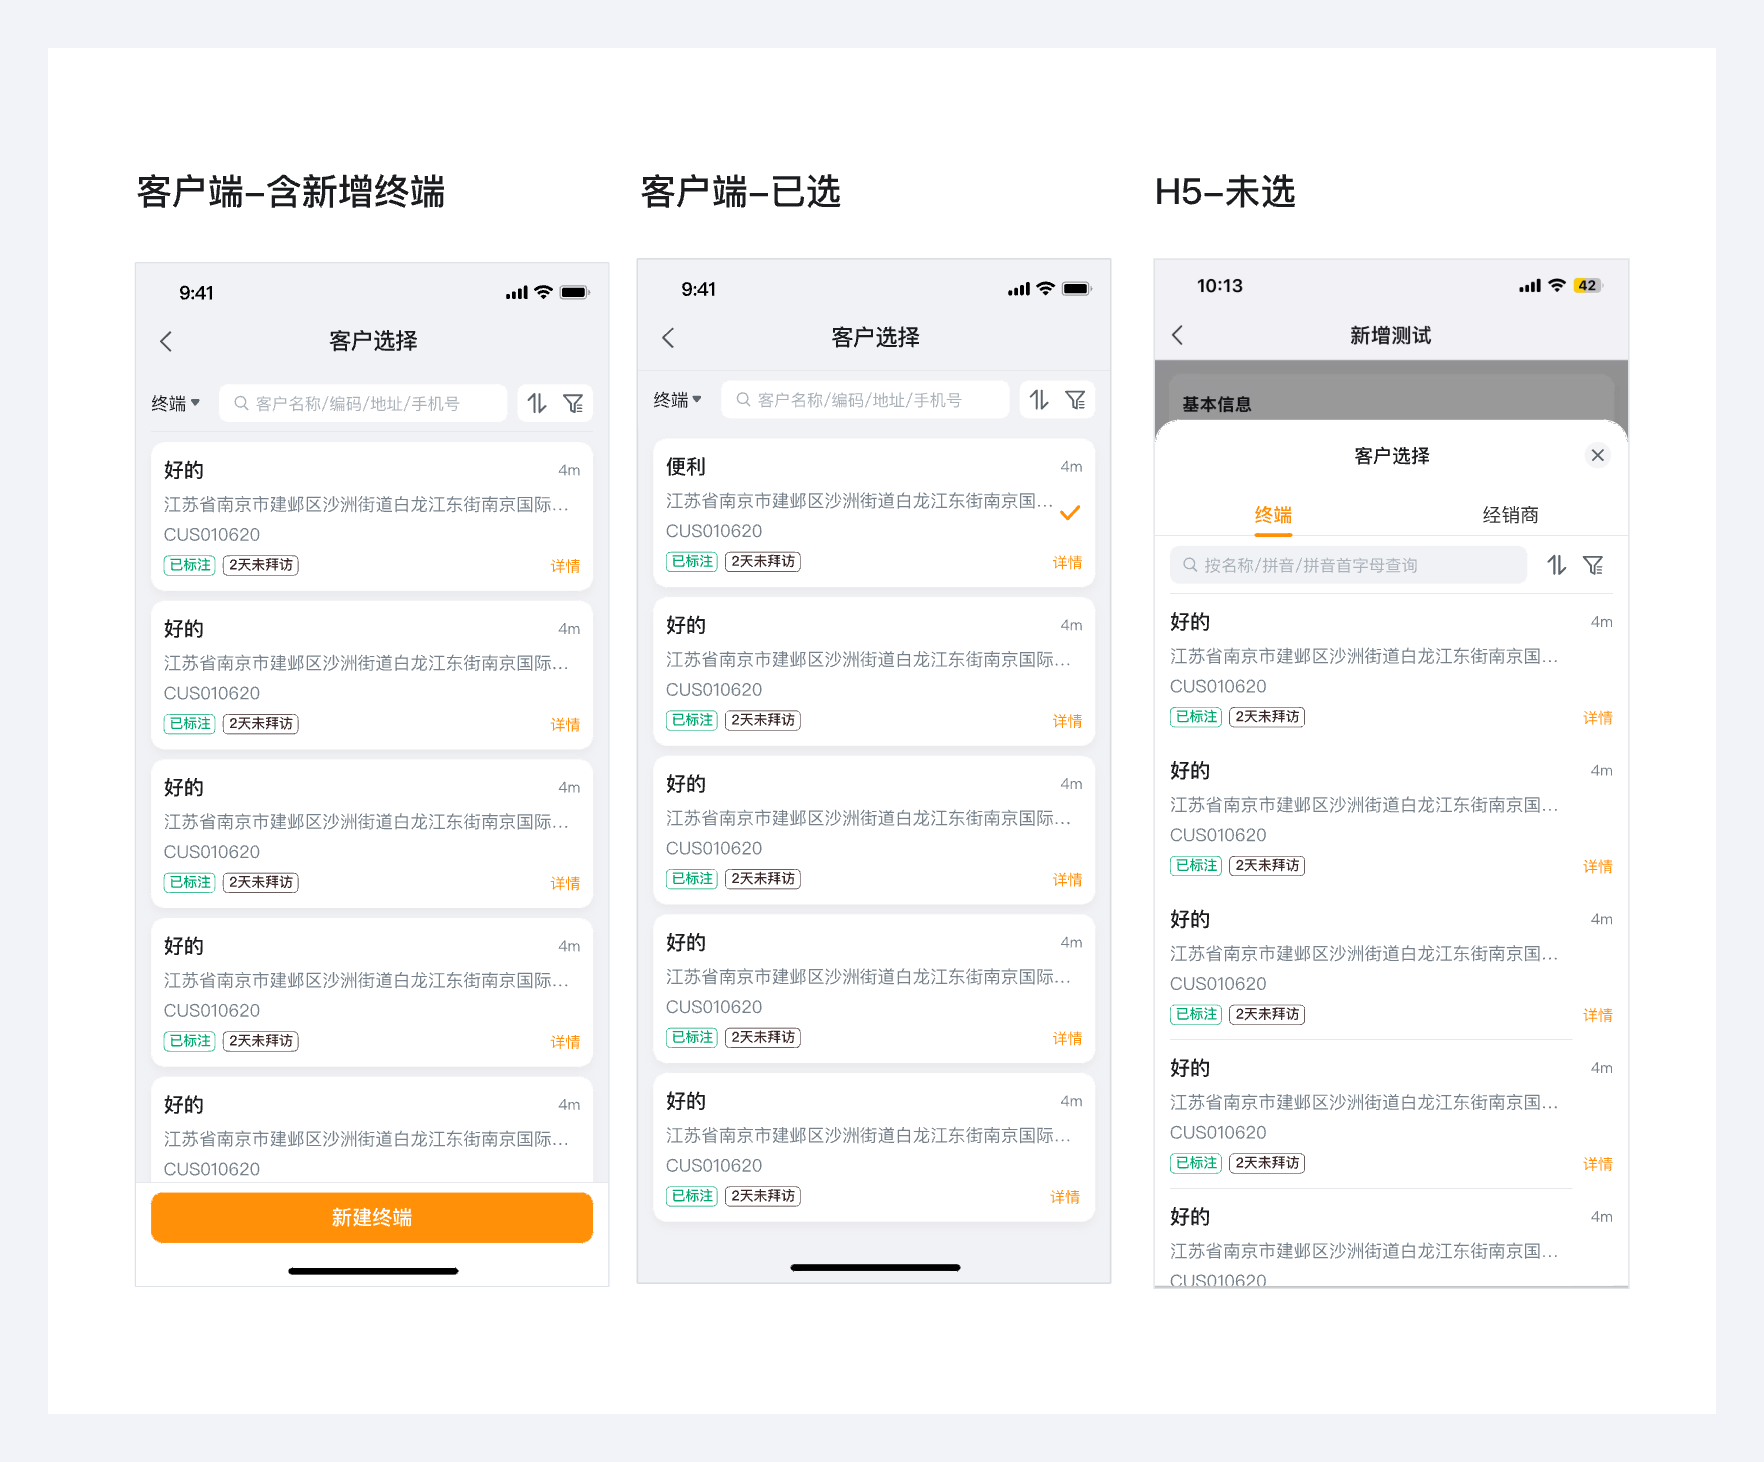 客户端-含新增终端
9:41
客户选择
终端
客户名称/编码/地址/手机号
好的
4m
江苏省南京市建邺区沙洲街道白龙江东街南京国际...
CUS010620
已标注
2天未拜访
详情
好的
4m
江苏省南京市建邺区沙洲街道白龙江东街南京国际...
CUS010620
已标注
2天未拜访
详情
好的
4m
江苏省南京市建邺区沙洲街道白龙江东街南京国际...
CUS010620
已标注
2天未拜访
详情
好的
4m
江苏省南京市建邺区沙洲街道白龙江东街南京国际...
CUS010620
已标注
2天未拜访
详情
好的
4m
江苏省南京市建邺区沙洲街道白龙江东街南京国际...
CUS010620
新建终端
客户端-已选
9:41
客户选择
终端
客户名称/编码/地址/手机号
便利
4m
江苏省南京市建邺区沙洲街道白龙江东街南京国...
CUS010620
已标注
2天未拜访
详情
好的
4m
江苏省南京市建邺区沙洲街道白龙江东街南京国际...
CUS010620
已标注
2天未拜访
详情
好的
4m
江苏省南京市建邺区沙洲街道白龙江东街南京国际...
CUS010620
已标注
2天未拜访
详情
好的
4m
江苏省南京市建邺区沙洲街道白龙江东街南京国际...
CUS010620
已标注
2天未拜访
详情
好的
4m
江苏省南京市建邺区沙洲街道白龙江东街南京国际...
CUS010620
已标注
2天未拜访
详情
H5-未选
10:13
42
新增测试
基本信息
客户选择
终端
经销商
按名称/拼音/拼音首字母查询
好的
4m
江苏省南京市建邺区沙洲街道白龙江东街南京国...
CUS010620
已标注
2天未拜访
详情
好的
4m
江苏省南京市建邺区沙洲街道白龙江东街南京国...
CUS010620
已标注
2天未拜访
详情
好的
4m
江苏省南京市建邺区沙洲街道白龙江东街南京国...
CUS010620
已标注
2天未拜访
详情
好的
4m
江苏省南京市建邺区沙洲街道白龙江东街南京国...
CUS010620
已标注
2天未拜访
详情
好的
4m
江苏省南京市建邺区沙洲街道白龙江东街南京国...
CUS010620